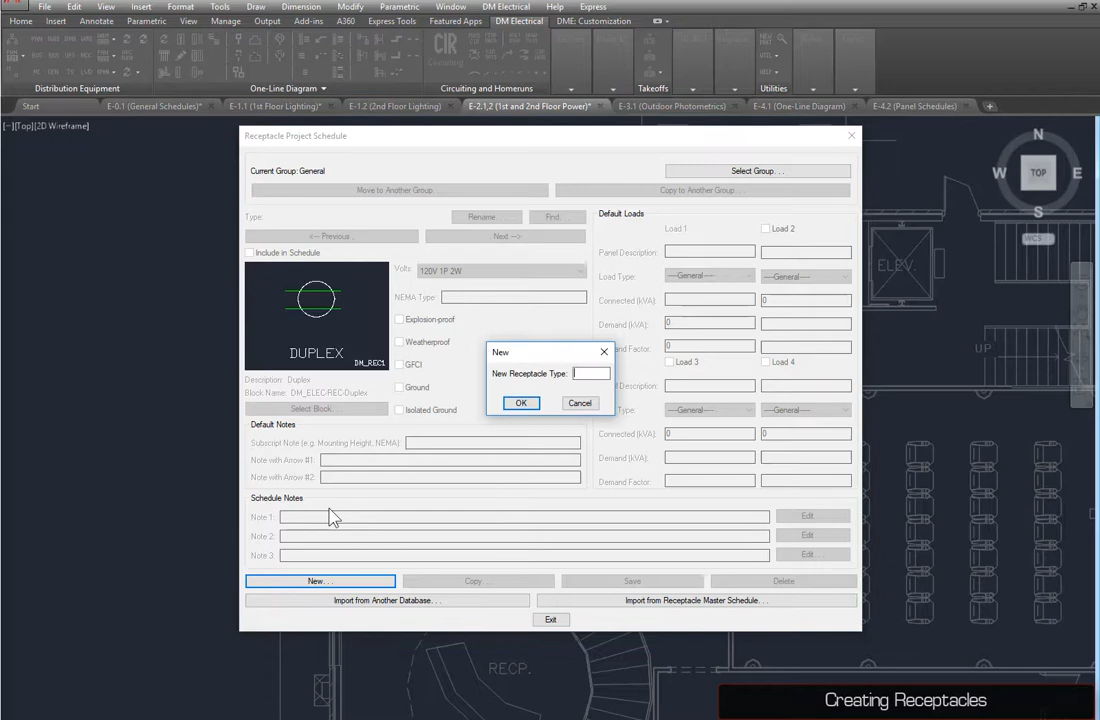 File Edit View Insert Format Tools Draw Dimension Modify Parametric Window DM Electrical Help Express
Home Insert Annotate Parametric View Manage Output Add-ins A360 Express Tools Featured Apps DM Electrical DME: Customization
CIR
Circuiting
UTIL
HELP
Distribution Equipment One-Line Diagram Circuiting and Homeruns Takeoffs Utilities
Start E-0.1 (General Schedules)* E-1.1 (1st Floor Lighting)* E-1.2 (2nd Floor Lighting) E-2.1,2 (1st and 2nd Floor Power)* E-3.1 (Outdoor Photometrics) E-4.1 (One-Line Diagram) E-4.2 (Panel Schedules)
[−][Top][2D Wireframe]
N
W TOP E
S
WCS
ELEV.
UP
RECP.
Receptacle Project Schedule
Current Group: General Select Group. . .
Move to Another Group. . . Copy to Another Group. . .
Type: Rename. . . Find. . .
<-- Previous Next -->
Include in Schedule
DUPLEX
DM_REC1
Volts: 120V 1P 2W
NEMA Type:
Explosion-proof
Weatherproof
GFCI
Ground
Isolated Ground
Description: Duplex
Block Name: DM_ELEC-REC-Duplex
Select Block. . .
Default Notes
Subscript Note (e.g. Mounting Height, NEMA):
Note with Arrow #1:
Note with Arrow #2:
Default Loads
Load 1 Load 2
Panel Description:
Load Type: ----General---- ----General----
Connected (kVA): 0
Demand (kVA): 0
and Factor: 0
Load 3 Load 4
Description:
Type: ----General---- ----General----
Connected (kVA): 0 0
Demand (kVA):
Demand Factor:
Schedule Notes
Note 1: Edit
Note 2: Edit
Note 3: Edit. . .
New. . . Copy Save Delete
Import from Another Database. . . Import from Receptacle Master Schedule. . .
Exit
New
New Receptacle Type:
OK Cancel
Creating Receptacles